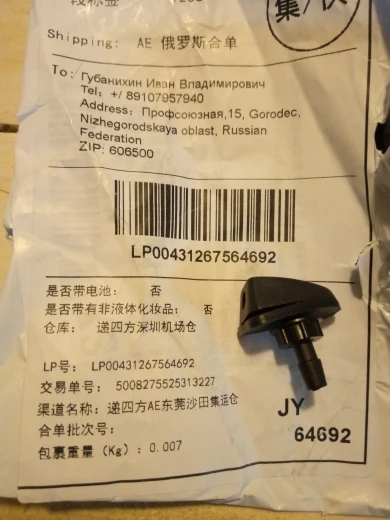 集/
Shipping: AE 俄罗斯合单
To: Губанихин Иван Владимирович
Tel: +/ 89107957940
Address: Профсоюзная,15, Gorodec,
Nizhegorodskaya oblast, Russian
Federation
ZIP: 606500
LP00431267564692
是否带电池: 否
是否带有非液体化妆品: 否
仓库: 递四方深圳机场仓
LP号: LP00431267564692
交易单号: 5008275525313227
渠道名称: 递四方AE东莞沙田集运仓
合单批次号:
包裹重量 (Kg) : 0.007
JY
64692